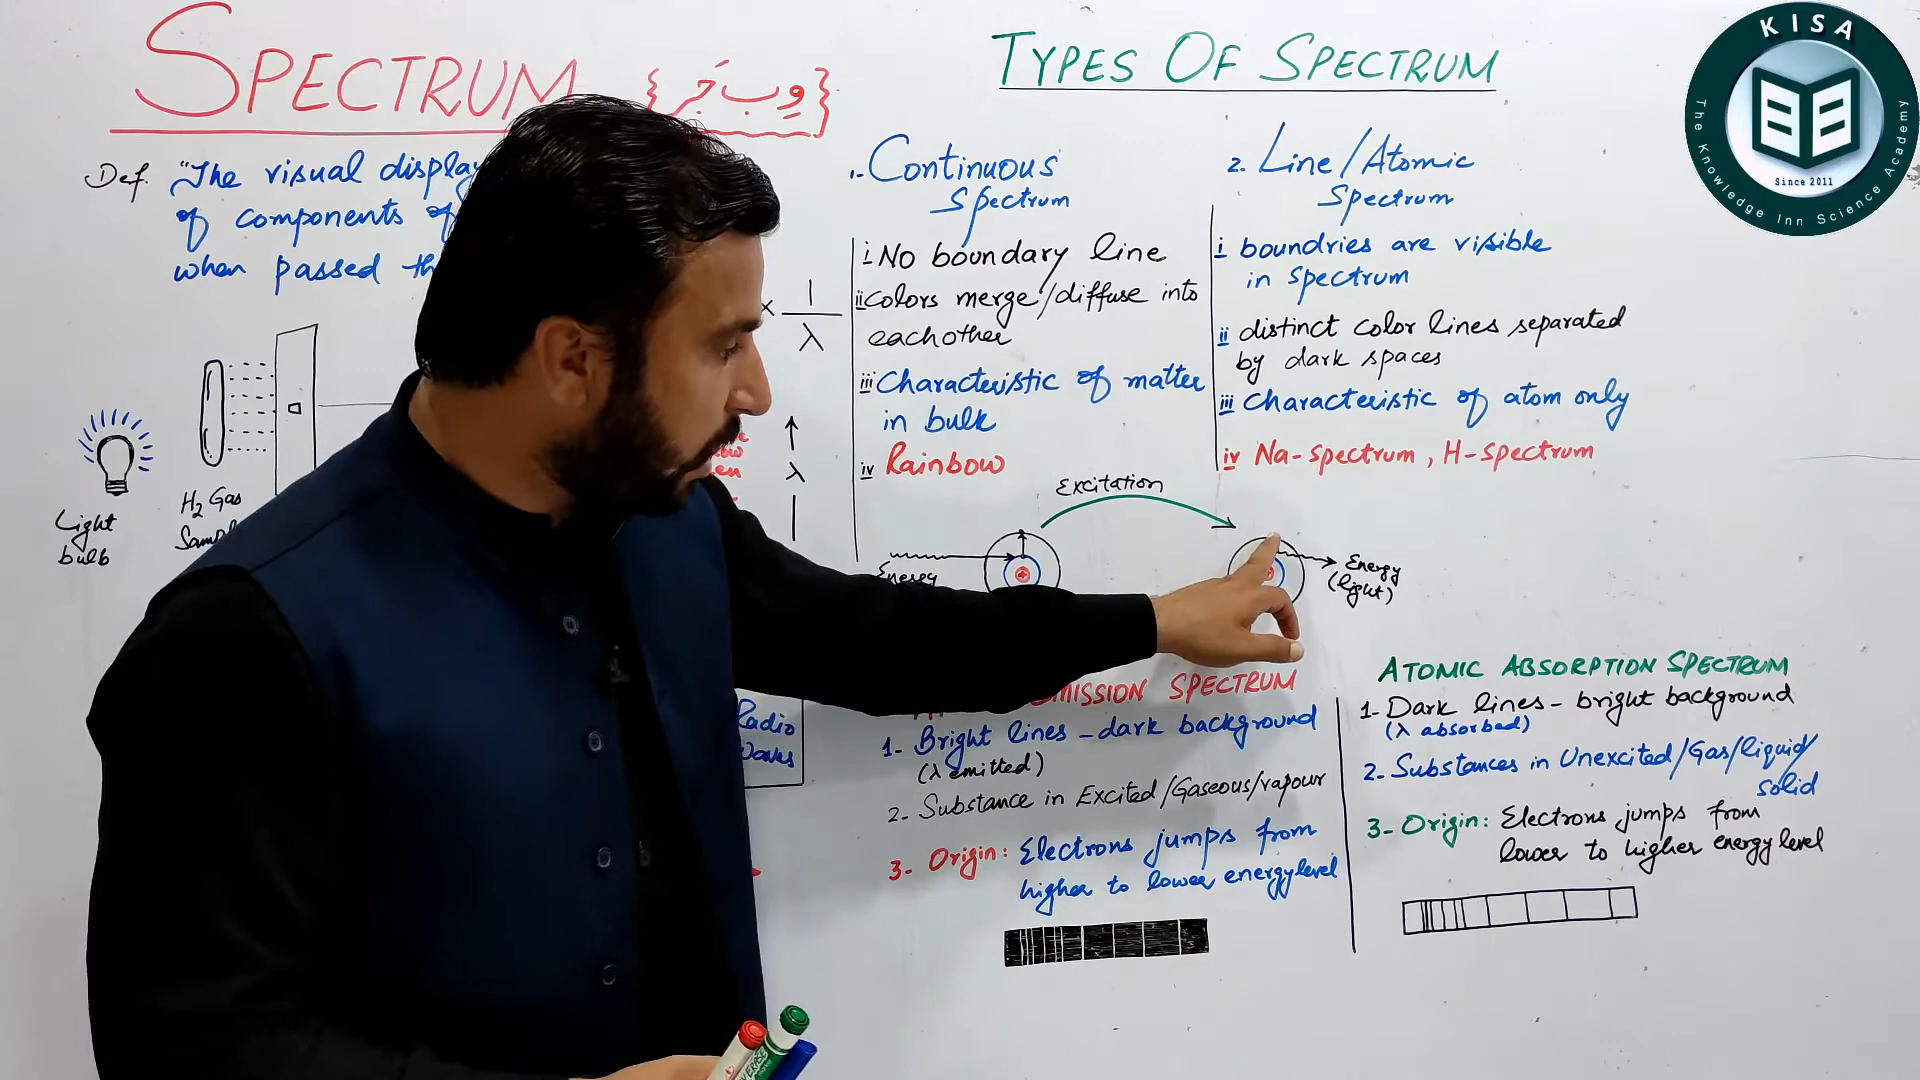 SPECTRUM
TYPES OF SPECTRUM
KISA
The Knowledge Inn Science Academy
Since 2011
Def. "The visual display
of components of
when passed th
× 1
λ
Light
bulb
H₂ Gas
λ
Radio
1.- Continuous
Spectrum
i No boundary line
ii colors merge/diffuse into
eachother
iii Characteristic of matter
in bulk
iv Rainbow
2. Line/Atomic
Spectrum
i boundries are visible
in spectrum
ii distinct color lines separated
by dark spaces
iii Characteristic of atom only
iv Na-spectrum, H-spectrum
Excitation
Energy
Energy
(light)
MISSION SPECTRUM
1- Bright lines - dark background
(λ emitted)
2- Substance in Excited/Gaseous/vapour
3- Origin: Electrons jumps from
higher to lower energy level
ATOMIC ABSORPTION SPECTRUM
1- Dark lines - bright background
(λ absorbed)
2- Substances in Unexcited/Gas/liquid/
solid
3- Origin: Electrons jumps from
lower to higher energy level